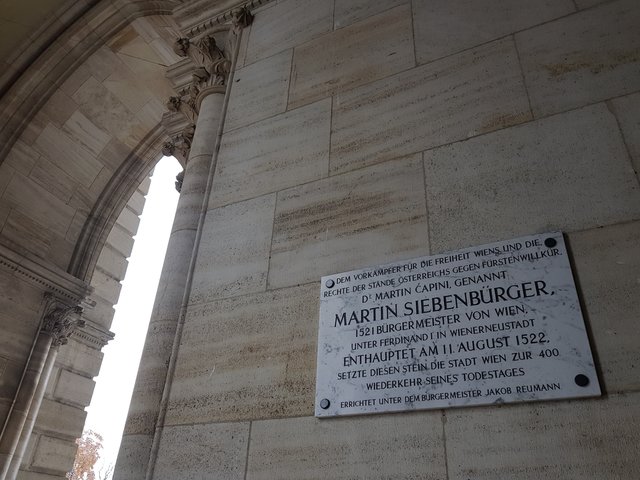 DEM VORKÄMPFER FÜR DIE FREIHEIT WIENS UND DIE
RECHTE DER STÄNDE ÖSTERREICHS GEGEN FÜRSTENWILLKÜR,
DR MARTIN ČAPINI, GENANNT
MARTIN SIEBENBÜRGER,
1521 BÜRGERMEISTER VON WIEN,
UNTER FERDINAND I IN WIENERNEUSTADT
ENTHAUPTET AM 11. AUGUST 1522,
SETZTE DIESEN STEIN DIE STADT WIEN ZUR 400.
WIEDERKEHR SEINES TODESTAGES
ERRICHTET UNTER DEM BÜRGERMEISTER JAKOB REUMANN